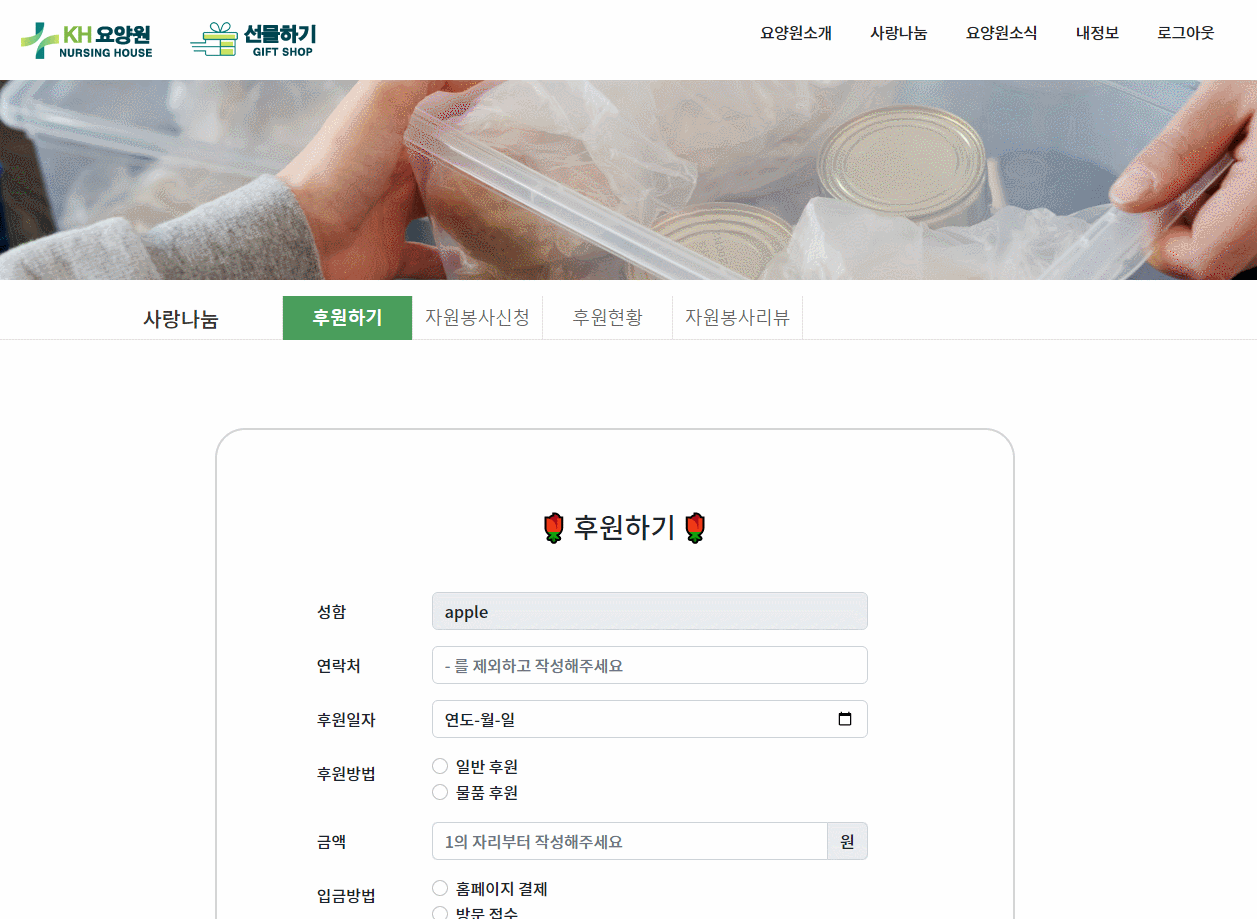 KH 요양원
NURSING HOUSE
선물하기
GIFT SHOP
요양원소개 사랑나눔 요양원소식 내정보 로그아웃
사랑나눔 후원하기 자원봉사신청 후원현황 자원봉사리뷰
🌹 후원하기 🌹
성함 apple
연락처 - 를 제외하고 작성해주세요
후원일자 연도-월-일
후원방법 일반 후원
물품 후원
금액 1의 자리부터 작성해주세요 원
입금방법 홈페이지 결제
방문 접수